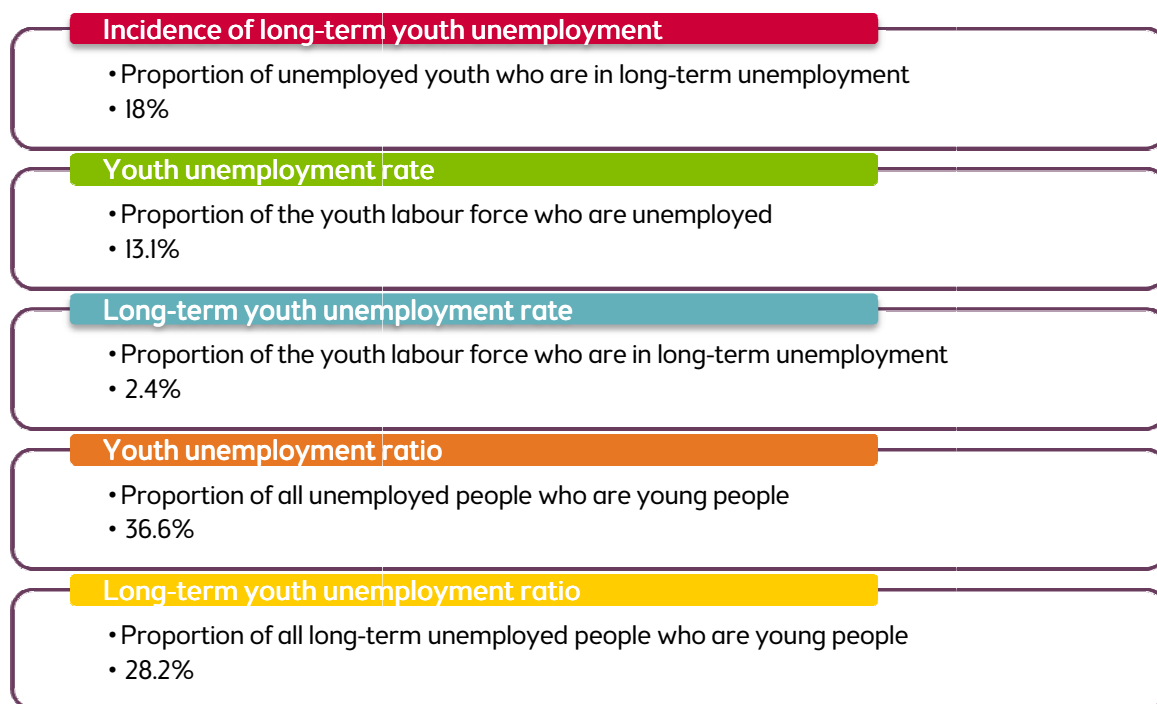 Incidence of long-term youth unemployment
•Proportion of unemployed youth who are in long-term unemployment
• 18%
Youth unemployment rate
•Proportion of the youth labour force who are unemployed
• 13.1%
Long-term youth unemployment rate
•Proportion of the youth labour force who are in long-term unemployment
• 2.4%
Youth unemployment ratio
•Proportion of all unemployed people who are young people
• 36.6%
Long-term youth unemployment ratio
•Proportion of all long-term unemployed people who are young people
• 28.2%